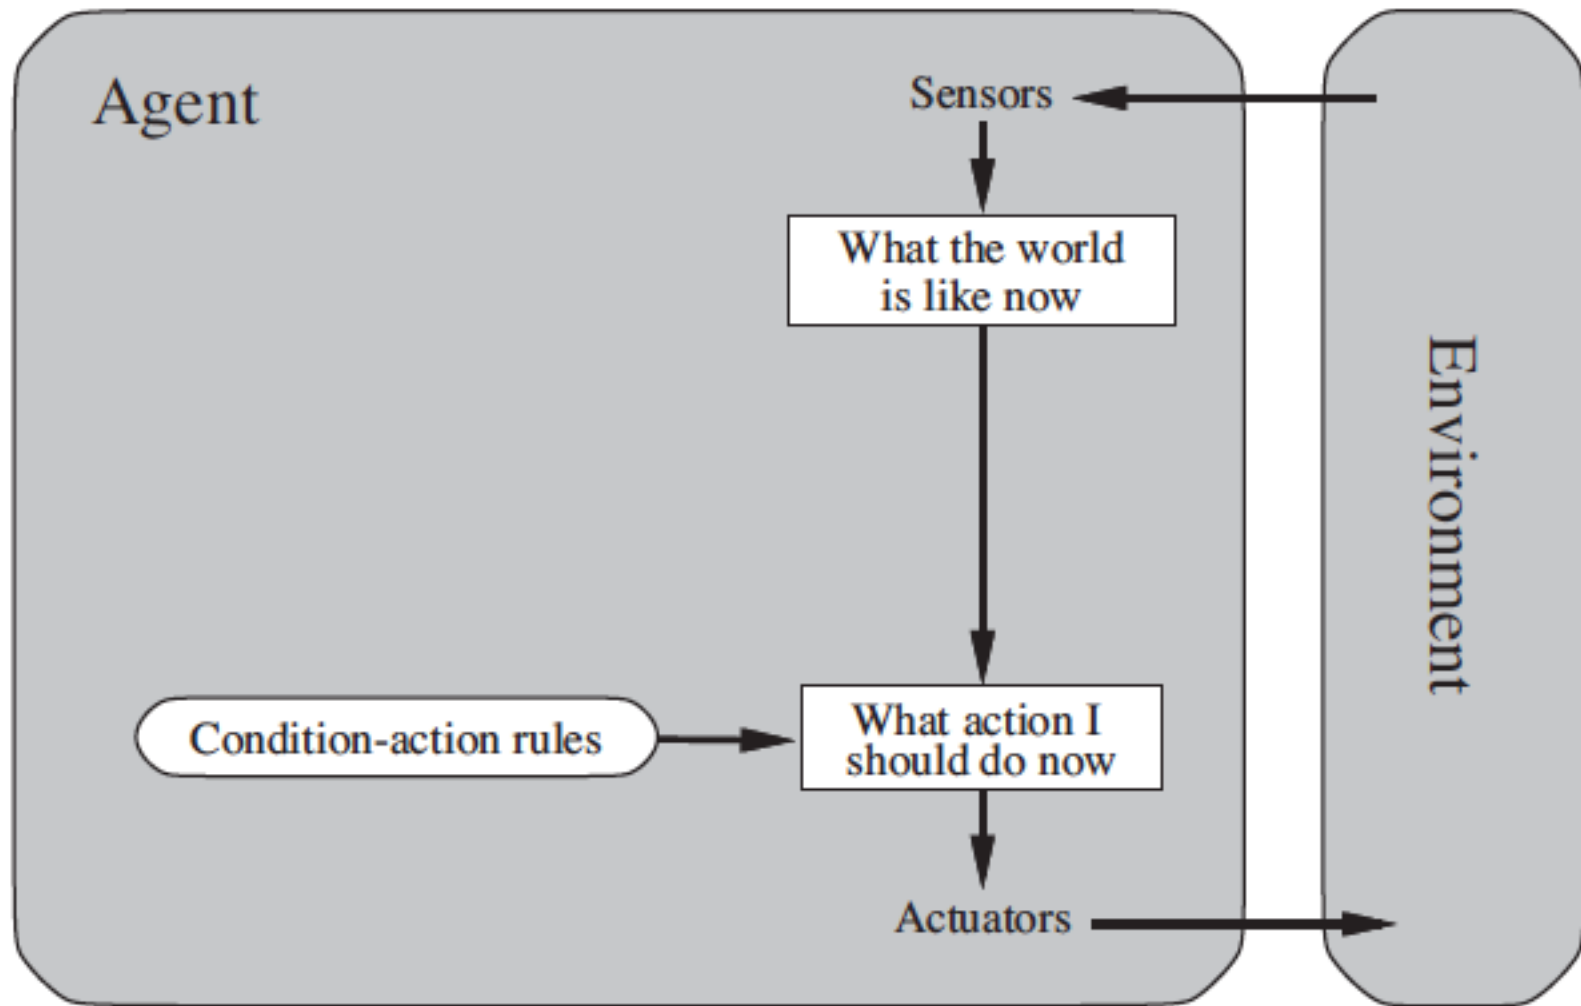 Agent
Sensors
What the world
is like now
Environment
Condition-action rules
What action I
should do now
Actuators